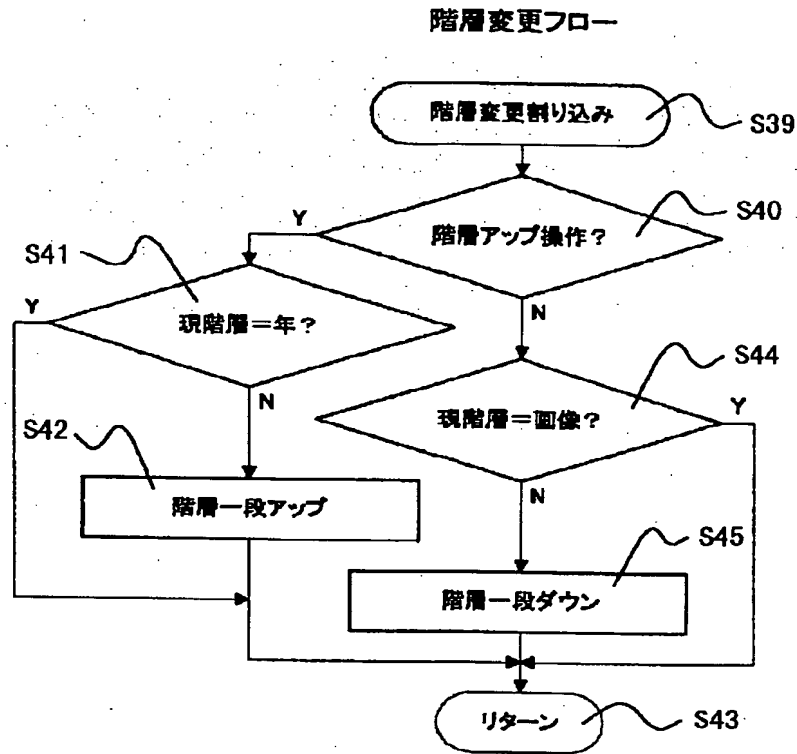 階層変更フロー
階層変更割り込み
S39
階層アップ操作?
S40
Y
N
S41
現階層=年?
Y
N
S44
現階層=画像?
Y
N
S42
階層一段アップ
S45
階層一段ダウン
リターン
S43